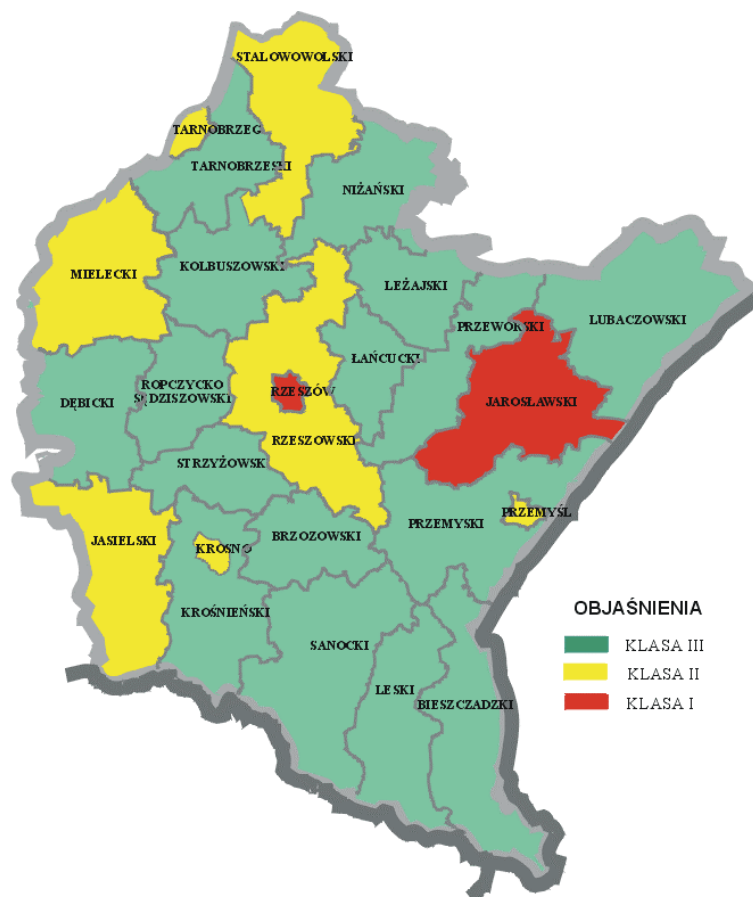 STALOWOWOLSKI
TARNOBRZEG
TARNOBRZESKI
NIŻAŃSKI
MIELECKI
KOLBUSZOWSKI
LEŻAJSKI
PRZEWORSKI
LUBACZOWSKI
ŁAŃCUCKI
DĘBICKI
ROPCZYCKO
SĘDZISZOWSKI
RZESZÓW
JAROSŁAWSKI
RZESZOWSKI
STRZYŻOWSK
PRZEMYSKI
PRZEMYŚL
JASIELSKI
KROSNO
BRZOZOWSKI
KROŚNIEŃSKI
SANOCKI
LESKI
BIESZCZADZKI
OBJAŚNIENIA
KLASA III
KLASA II
KLASA I